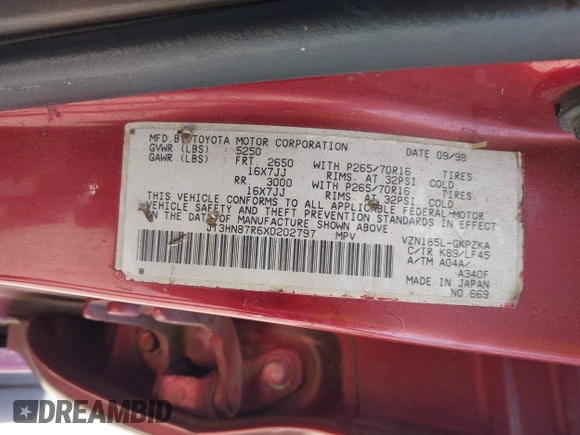 MFD. BY TOYOTA MOTOR CORPORATION DATE 09/98
GVWR (LBS) 5250
GAWR (LBS) FRT 2650 WITH P265/70R16 TIRES
16X7JJ RIMS. AT 32PSI COLD
RR 3000 WITH P265/70R16 TIRES
16X7JJ RIMS. AT 32PSI COLD.
THIS VEHICLE CONFORMS TO ALL APPLICABLE FEDERAL MOTOR
VEHICLE SAFETY AND THEFT PREVENTION STANDARDS IN EFFECT
ON THE DATE OF MANUFACTURE SHOWN ABOVE.
JT3HN87R6X0202797 MPV
VZN185L-GKPZKA
C/TR K89/LF45
A/TM A04A/
A340F
MADE IN JAPAN
NO.669
DREAMBID